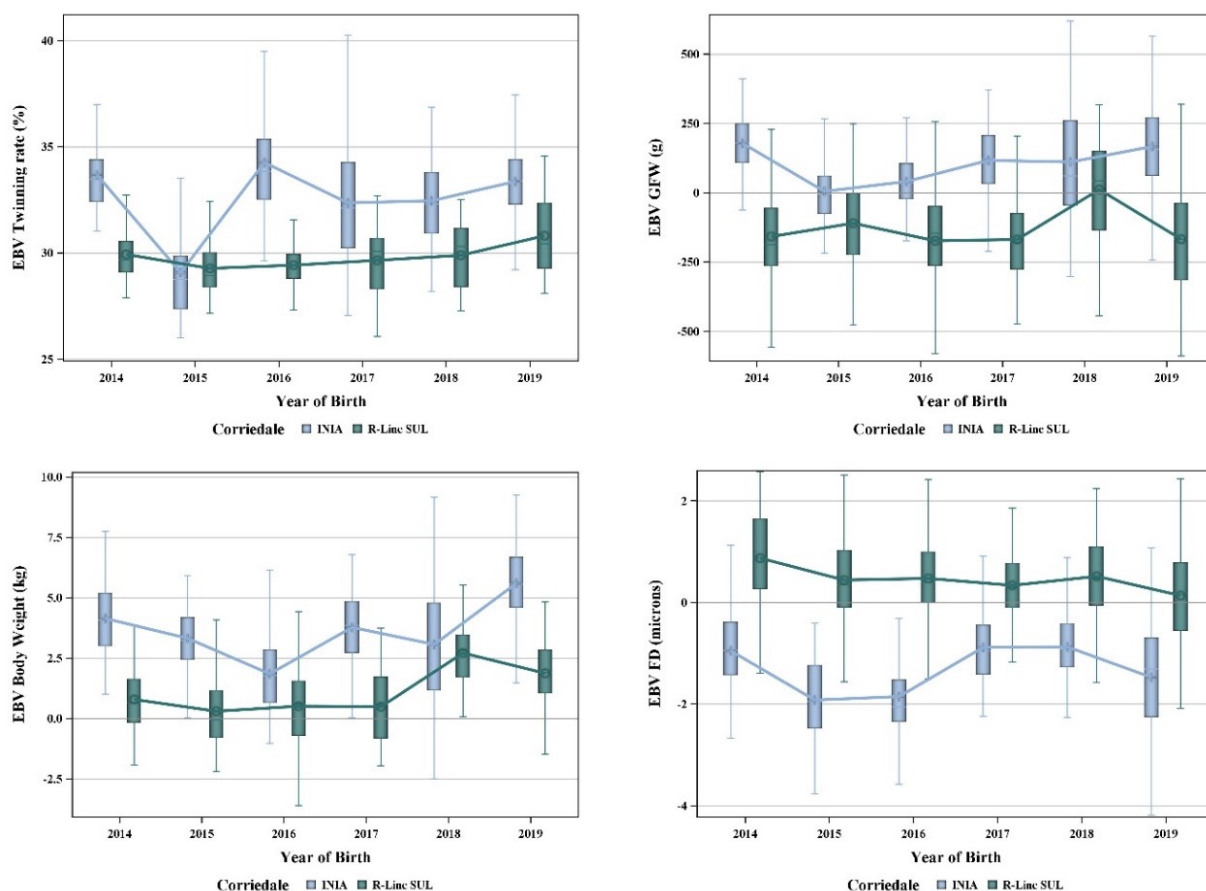 EBV Twinning rate (%)
40
35
30
25
2014 2015 2016 2017 2018 2019
Year of Birth
Corriedale INIA R-Line SUL
EBV GFW (g)
500
250
0
-250
-500
2014 2015 2016 2017 2018 2019
Year of Birth
Corriedale INIA R-Line SUL
EBV Body Weight (kg)
10.0
7.5
5.0
2.5
0.0
-2.5
2014 2015 2016 2017 2018 2019
Year of Birth
Corriedale INIA R-Line SUL
EBV FD (microns)
2
0
-2
-4
2014 2015 2016 2017 2018 2019
Year of Birth
Corriedale INIA R-Line SUL